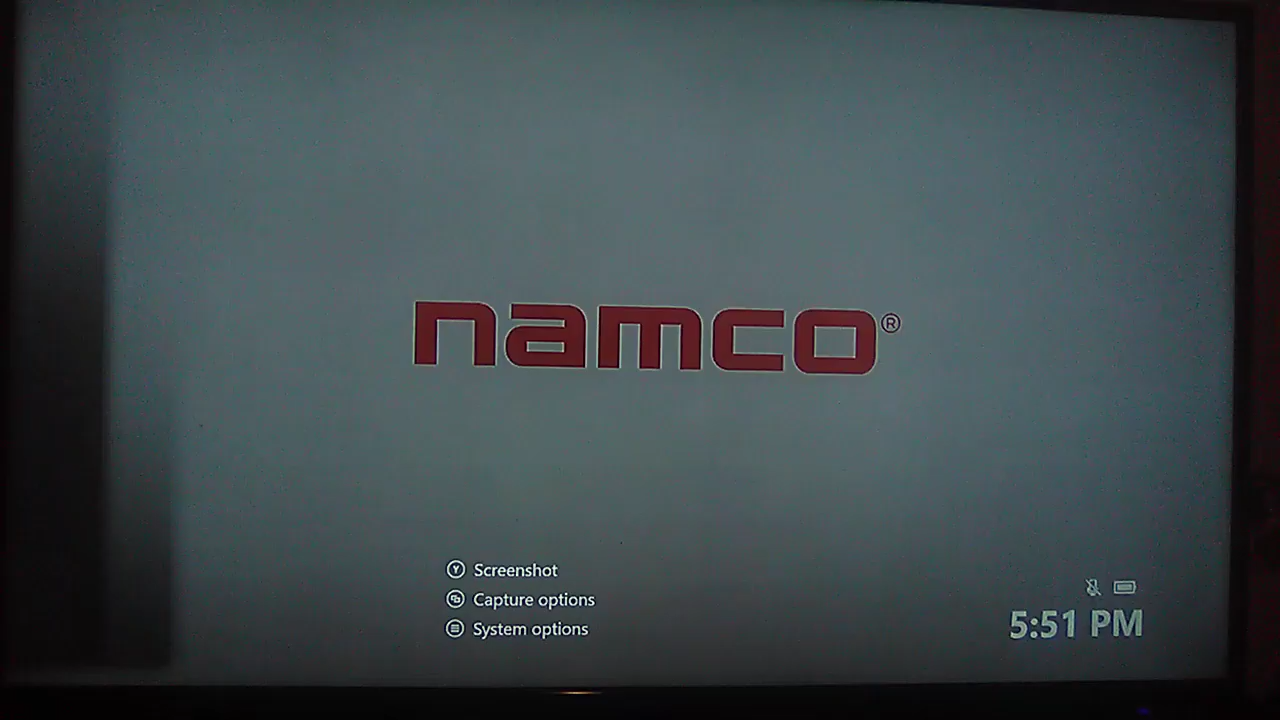 namco®
Ⓨ Screenshot
Capture options
System options
5:51 PM